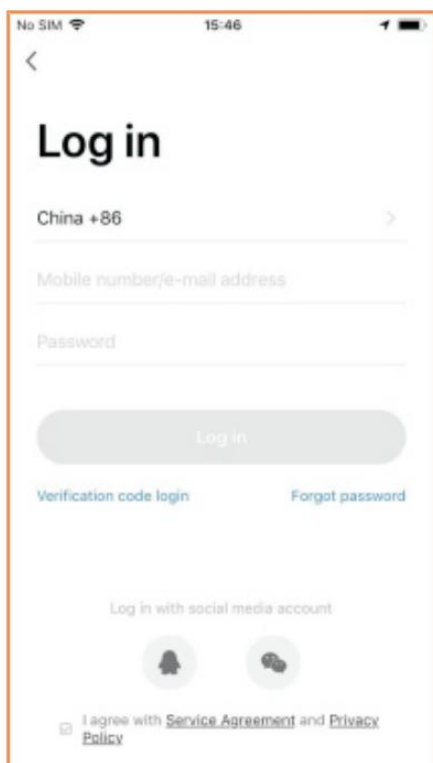 No SIM 15:46
Log in
China +86
Mobile number/e-mail address
Password
Log in
Verification code login Forgot password
Log in with social media account
I agree with Service Agreement and Privacy
Policy